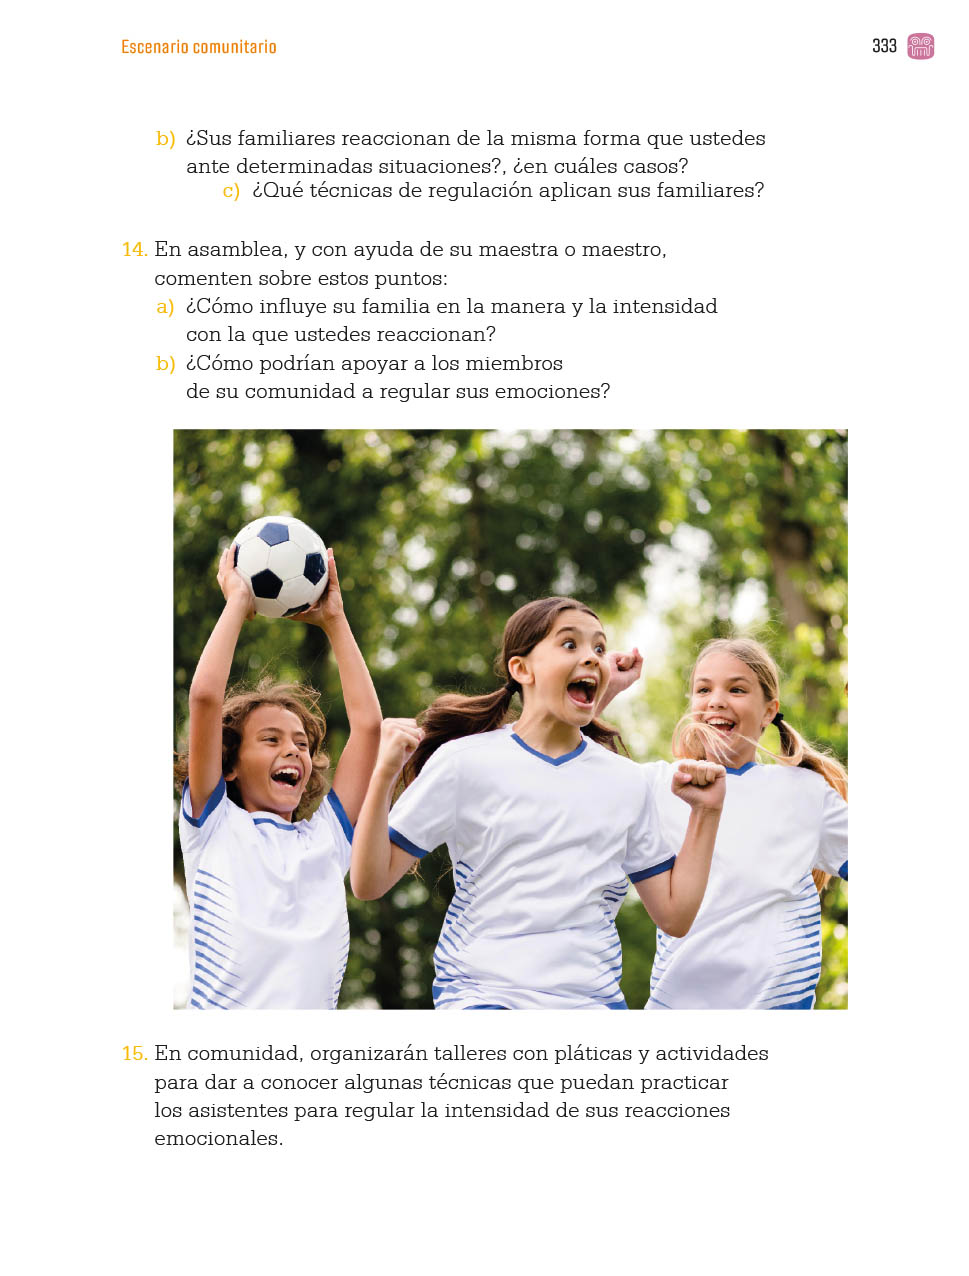 Escenario comunitario
333
b) ¿Sus familiares reaccionan de la misma forma que ustedes
ante determinadas situaciones?, ¿en cuáles casos?
c) ¿Qué técnicas de regulación aplican sus familiares?
14. En asamblea, y con ayuda de su maestra o maestro,
comenten sobre estos puntos:
a) ¿Cómo influye su familia en la manera y la intensidad
con la que ustedes reaccionan?
b) ¿Cómo podrían apoyar a los miembros
de su comunidad a regular sus emociones?
15. En comunidad, organizarán talleres con pláticas y actividades
para dar a conocer algunas técnicas que puedan practicar
los asistentes para regular la intensidad de sus reacciones
emocionales.